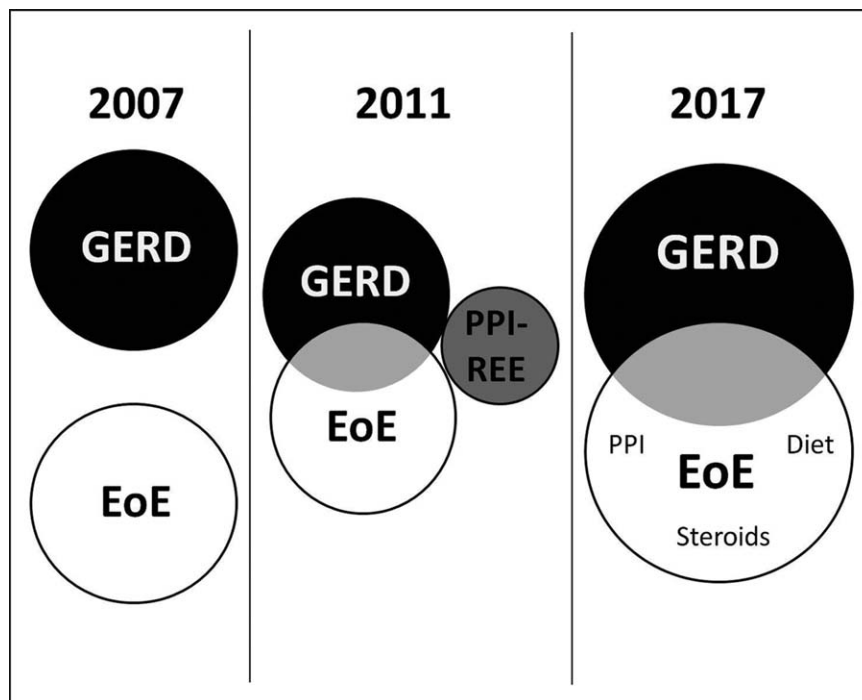 2007
GERD
EoE
2011
GERD
PPI-
REE
EoE
2017
GERD
PPI
Diet
EoE
Steroids